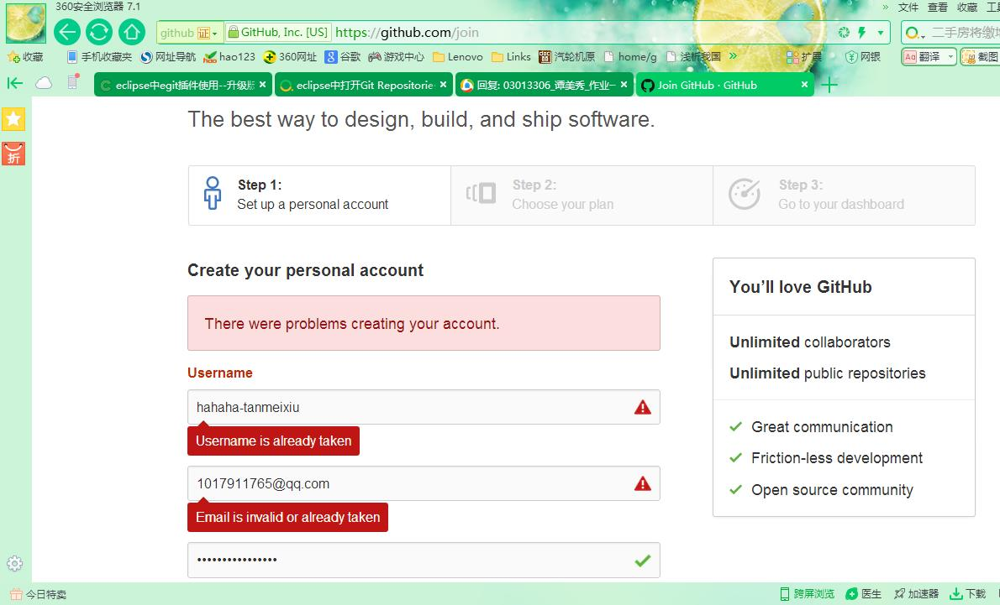 360安全浏览器 7.1
» 文件 查看 收藏 工具
github 证 GitHub, Inc. [US] https://github.com/join
二手房将缴增
收藏 手机收藏夹 网址导航 hao123 360网址 谷歌 游戏中心 Lenovo Links 汽轮机原 home/g 浅析我国 » 扩展 网银 翻译 截图
eclipse中egit插件使用--升级版 × eclipse中打开Git Repositories × 回复: 03013306_谭美秀_作业一 × Join GitHub · GitHub ×
折
The best way to design, build, and ship software.
Step 1:
Set up a personal account
Step 2:
Choose your plan
Step 3:
Go to your dashboard
Create your personal account
There were problems creating your account.
Username
hahaha-tanmeixiu
Username is already taken
1017911765@qq.com
Email is invalid or already taken
••••••••••••••••
You’ll love GitHub
Unlimited collaborators
Unlimited public repositories
Great communication
Friction-less development
Open source community
今日特卖
跨屏浏览 医生 加速器 下载